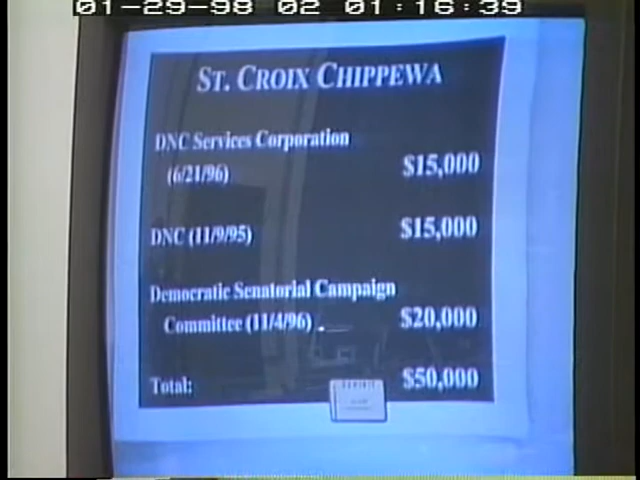 01-29-98 02 01:16:39
ST. CROIX CHIPPEWA
DNC Services Corporation
(6/21/96) $15,000
DNC (11/9/95) $15,000
Democratic Senatorial Campaign
Committee (11/4/96) $20,000
Total: $50,000
EXHIBIT